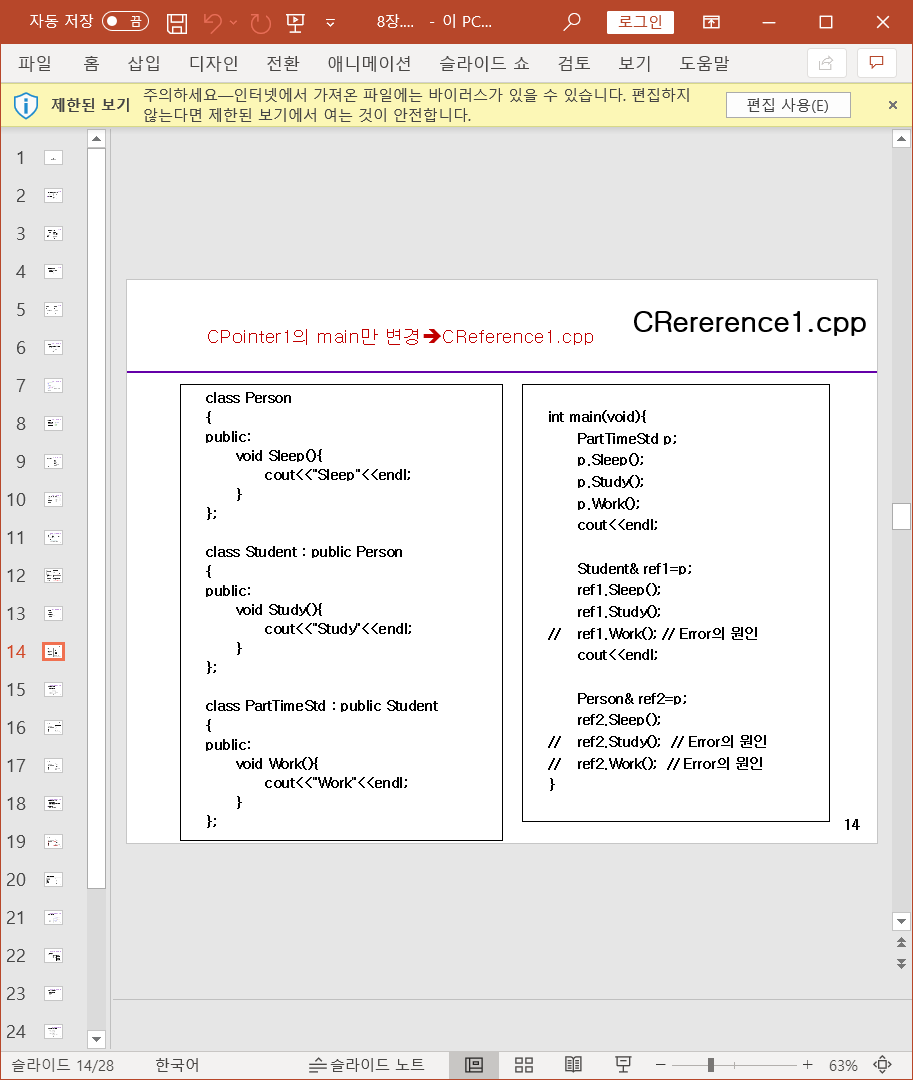 자동 저장 끔 8장.... - 이 PC... 로그인
파일 홈 삽입 디자인 전환 애니메이션 슬라이드 쇼 검토 보기 도움말
제한된 보기 주의하세요—인터넷에서 가져온 파일에는 바이러스가 있을 수 있습니다. 편집하지
않는다면 제한된 보기에서 여는 것이 안전합니다.
편집 사용(E)
1
2
3
4
5
6
7
8
9
10
11
12
13
14
15
16
17
18
19
20
21
22
23
24
CPointer1의 main만 변경➔CReference1.cpp
CRererence1.cpp
class Person
{
public:
void Sleep(){
cout<<"Sleep"<<endl;
}
};
class Student : public Person
{
public:
void Study(){
cout<<"Study"<<endl;
}
};
class PartTimeStd : public Student
{
public:
void Work(){
cout<<"Work"<<endl;
}
};
int main(void){
PartTimeStd p;
p.Sleep();
p.Study();
p.Work();
cout<<endl;
Student& ref1=p;
ref1.Sleep();
ref1.Study();
// ref1.Work(); // Error의 원인
cout<<endl;
Person& ref2=p;
ref2.Sleep();
// ref2.Study(); // Error의 원인
// ref2.Work(); // Error의 원인
}
14
슬라이드 14/28 한국어 슬라이드 노트 63%